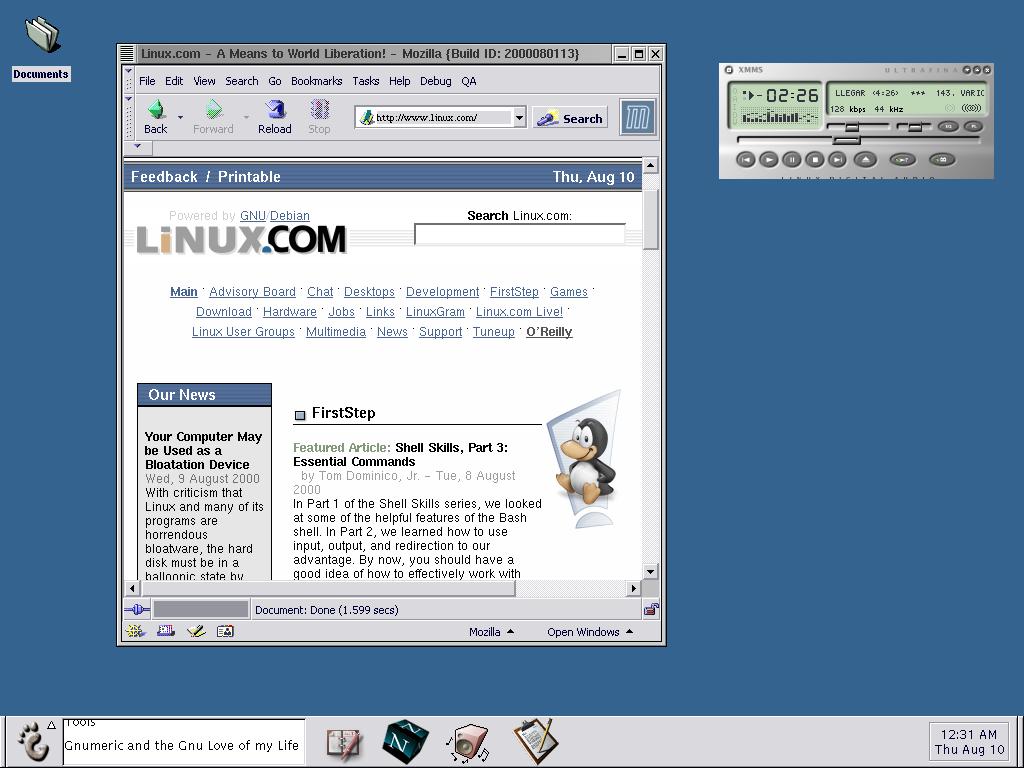 Documents
Linux.com - A Means to World Liberation! - Mozilla {Build ID: 2000080113}
File Edit View Search Go Bookmarks Tasks Help Debug QA
Back Forward Reload Stop http://www.linux.com/ Search
Feedback / Printable Thu, Aug 10
Powered by GNU/Debian
Search Linux.com:
LiNUX.COM
Main · Advisory Board · Chat · Desktops · Development · FirstStep · Games ·
Download · Hardware · Jobs · Links · LinuxGram · Linux.com Live! ·
Linux User Groups · Multimedia · News · Support · Tuneup · O'Reilly
Our News
Your Computer May
be Used as a
Bloatation Device
Wed, 9 August 2000
With criticism that
Linux and many of its
programs are
horrendous
bloatware, the hard
disk must be in a
balloonic state by
FirstStep
Featured Article: Shell Skills, Part 3:
Essential Commands
by Tom Dominico, Jr. - Tue, 8 August
2000
In Part 1 of the Shell Skills series, we looked
at some of the helpful features of the Bash
shell. In Part 2, we learned how to use
input, output, and redirection to our
advantage. By now, you should have a
good idea of how to effectively work with
Document: Done (1.599 secs)
Mozilla Open Windows
XMMS ULTRAFINA
-02:26
LLEGAR (4:26) *** 143. VARIC
128 kbps 44 kHz
LINUX DIGITAL AUDIO
Tools
Gnumeric and the Gnu Love of my Life
N
12:31 AM
Thu Aug 10